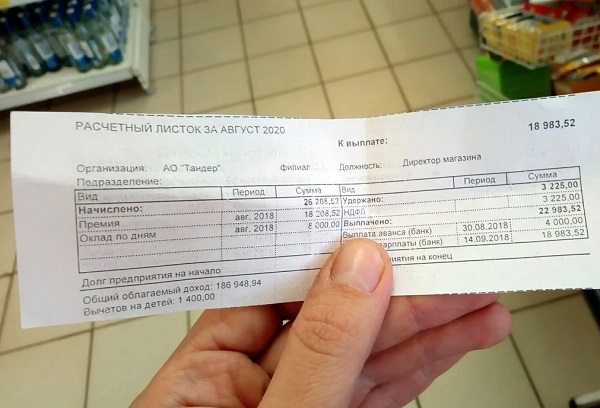 РАСЧЕТНЫЙ ЛИСТОК ЗА АВГУСТ 2020
К выплате: 18 983,52
Организация: АО "Тандер" филиал Должность: Директор магазина
Подразделение:
Вид Период Сумма Вид Период Сумма
Начислено: 26 208,52 Удержано: 3 225,00
Премия авг. 2018 18 208,52 НДФЛ 3 225,00
Оклад по дням авг. 2018 8 000,00 Выплачено: 22 983,52
Выплата аванса (банк) 30.08.2018 4 000,00
зарплаты (банк) 14.09.2018 18 983,52
Долг предприятия на начало на конец
Общий облагаемый доход: 186 948,94
Вычетов на детей: 1 400,00